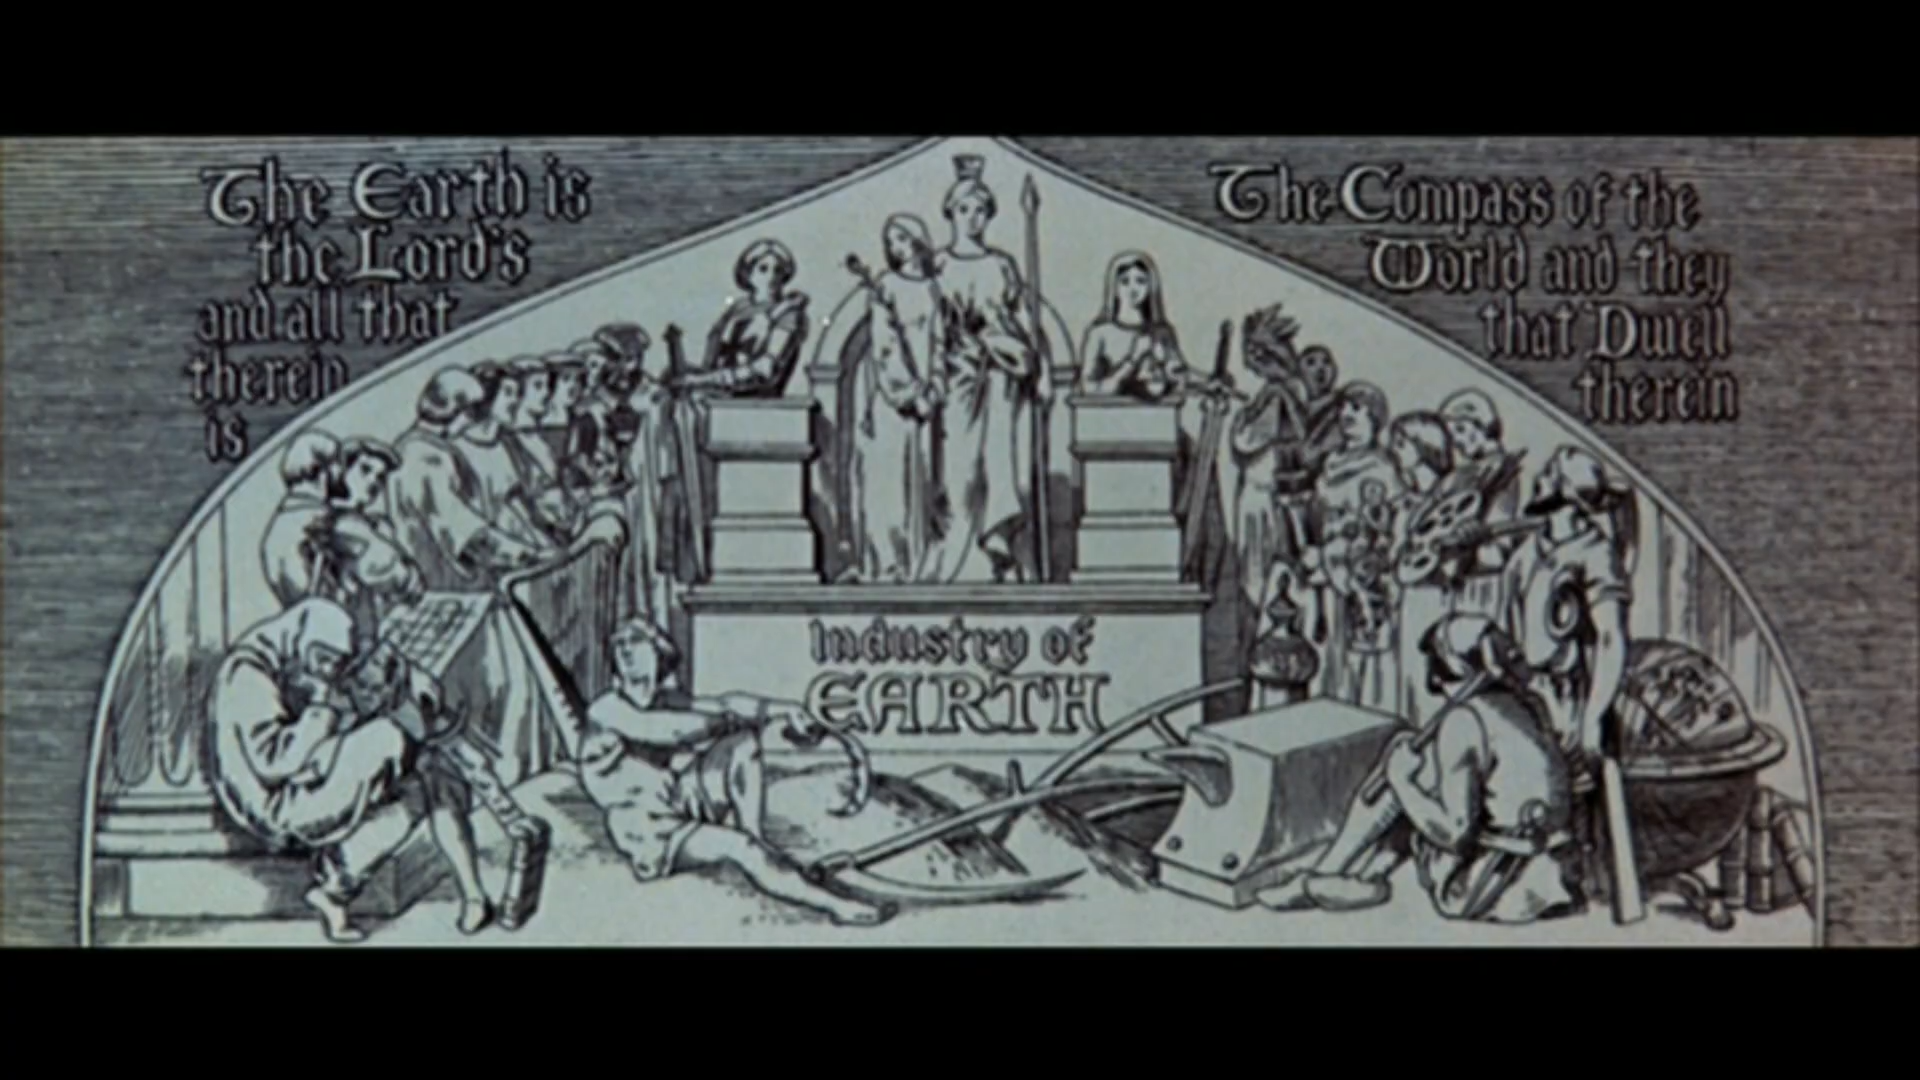 The Earth is
the Lord's
and all that
therein
is
The Compass of the
World and they
that Dwell
therein
Industry of
EARTH